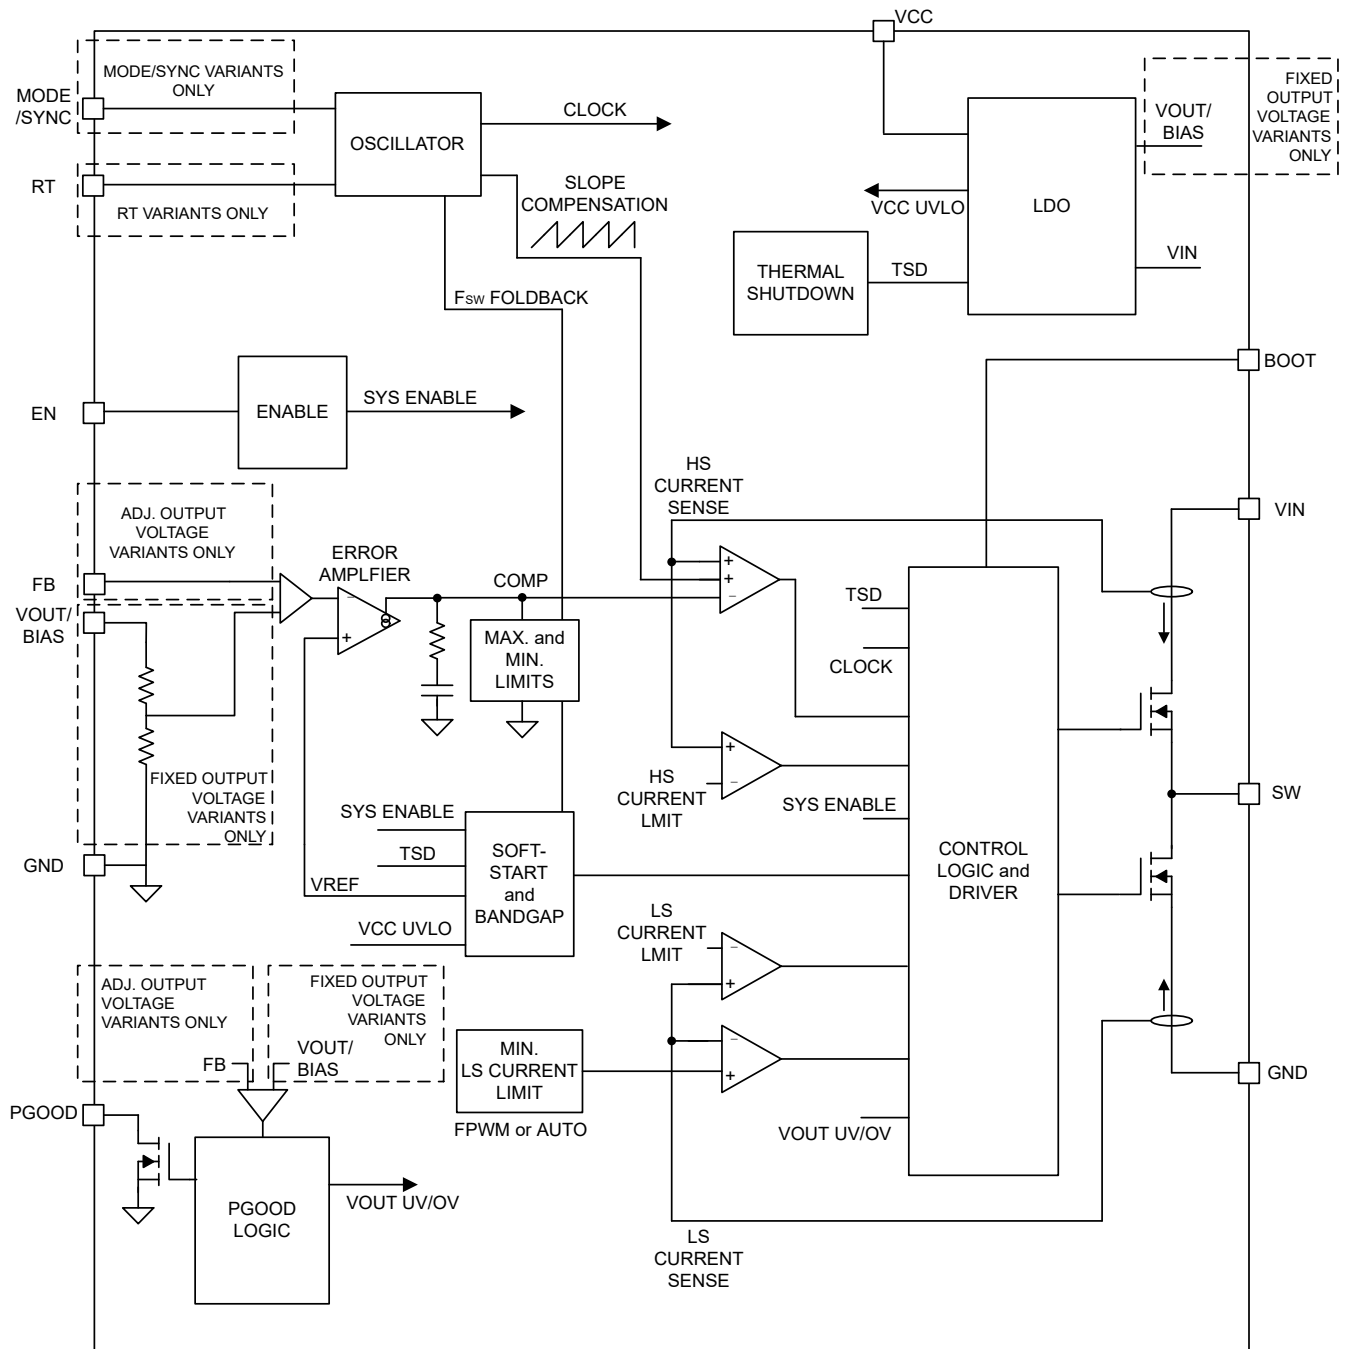 VCC
MODE/SYNC VARIANTS
ONLY
MODE
/SYNC
OSCILLATOR
CLOCK
RT
RT VARIANTS ONLY
SLOPE
COMPENSATION
FSW FOLDBACK
FIXED
OUTPUT
VOLTAGE
VARIANTS
ONLY
VOUT/
BIAS
LDO
VCC UVLO
VIN
THERMAL
SHUTDOWN
TSD
BOOT
EN
ENABLE
SYS ENABLE
HS
CURRENT
SENSE
VIN
ADJ. OUTPUT
VOLTAGE
VARIANTS ONLY
FB
VOUT/
BIAS
ERROR
AMPLFIER
−
+
COMP
+
+
−
MAX. and
MIN.
LIMITS
TSD
CLOCK
FIXED OUTPUT
VOLTAGE
VARIANTS
ONLY
GND
+
−
HS
CURRENT
LMIT
SYS ENABLE
SW
SYS ENABLE
TSD
VREF
VCC UVLO
SOFT-
START
and
BANDGAP
CONTROL
LOGIC and
DRIVER
LS
CURRENT
LMIT
−
+
ADJ. OUTPUT
VOLTAGE
VARIANTS ONLY
FIXED OUTPUT
VOLTAGE
VARIANTS
ONLY
FB
VOUT/
BIAS
MIN.
LS CURRENT
LIMIT
FPWM or AUTO
−
+
GND
PGOOD
VOUT UV/OV
PGOOD
LOGIC
VOUT UV/OV
LS
CURRENT
SENSE